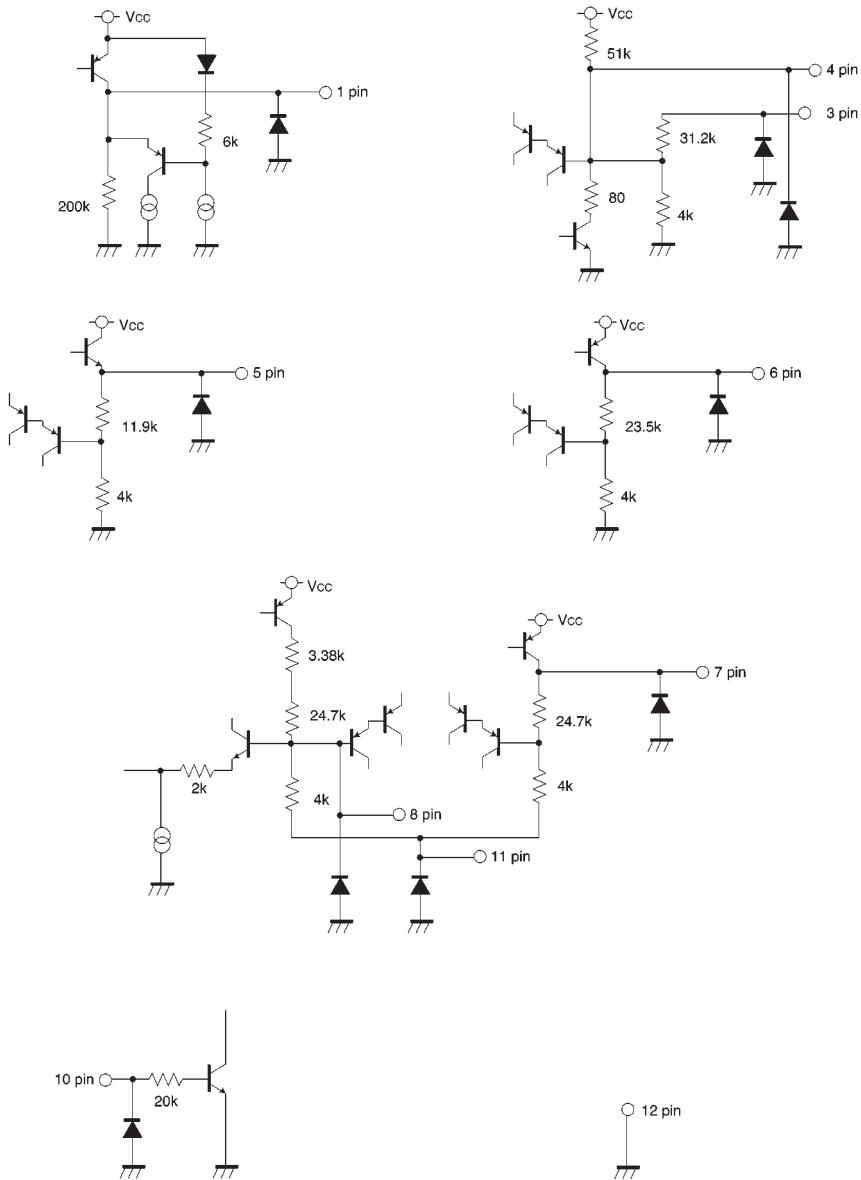 Vcc
1 pin
6k
200k
Vcc
51k
4 pin
3 pin
31.2k
80
4k
Vcc
5 pin
11.9k
4k
Vcc
6 pin
23.5k
4k
Vcc
3.38k
24.7k
2k
4k
8 pin
11 pin
Vcc
7 pin
24.7k
4k
10 pin
20k
12 pin